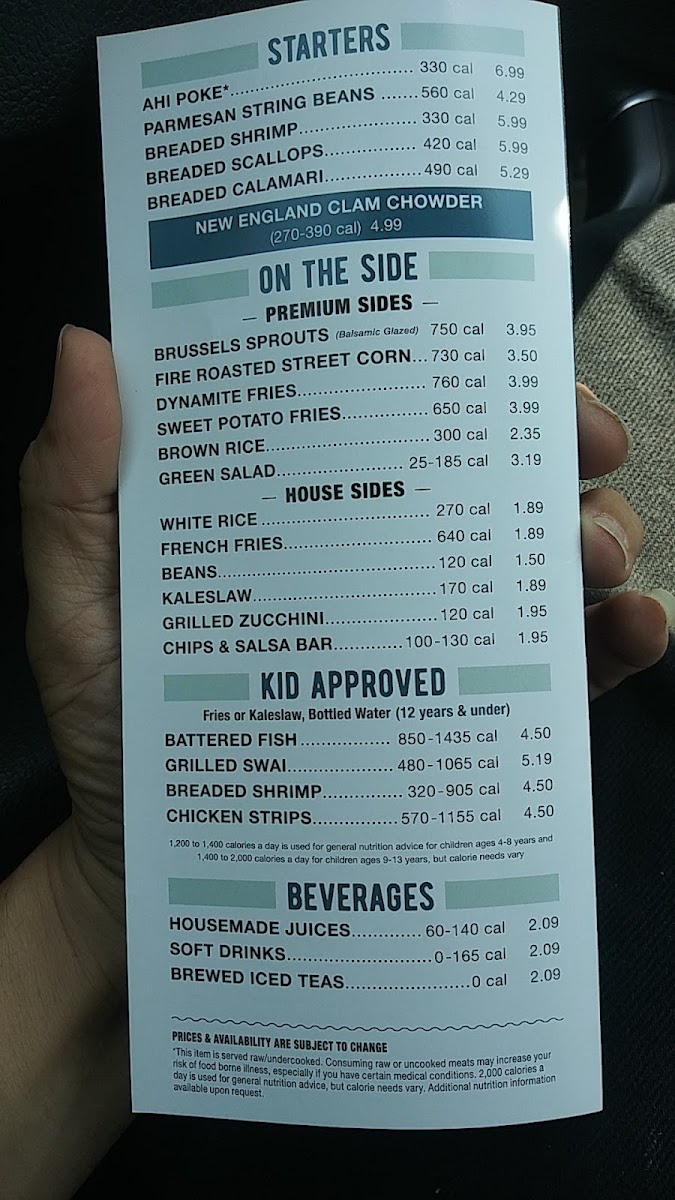 STARTERS
AHI POKE*................................ 330 cal 6.99
PARMESAN STRING BEANS .......560 cal 4.29
BREADED SHRIMP...................... 330 cal 5.99
BREADED SCALLOPS................. 420 cal 5.99
BREADED CALAMARI..................490 cal 5.29
NEW ENGLAND CLAM CHOWDER
(270-390 cal) 4.99
ON THE SIDE
— PREMIUM SIDES —
BRUSSELS SPROUTS (Balsamic Glazed) 750 cal 3.95
FIRE ROASTED STREET CORN... 730 cal 3.50
DYNAMITE FRIES........................ 760 cal 3.99
SWEET POTATO FRIES................ 650 cal 3.99
BROWN RICE............................... 300 cal 2.35
GREEN SALAD........................ 25-185 cal 3.19
— HOUSE SIDES —
WHITE RICE ................................ 270 cal 1.89
FRENCH FRIES............................ 640 cal 1.89
BEANS......................................... 120 cal 1.50
KALESLAW.................................. 170 cal 1.89
GRILLED ZUCCHINI..................... 120 cal 1.95
CHIPS & SALSA BAR.............100-130 cal 1.95
KID APPROVED
Fries or Kaleslaw, Bottled Water (12 years & under)
BATTERED FISH ................. 850-1435 cal 4.50
GRILLED SWAI.................... 480-1065 cal 5.19
BREADED SHRIMP............... 320-905 cal 4.50
CHICKEN STRIPS................ 570-1155 cal 4.50
1,200 to 1,400 calories a day is used for general nutrition advice for children ages 4-8 years and
1,400 to 2,000 calories a day for children ages 9-13 years, but calorie needs vary
BEVERAGES
HOUSEMADE JUICES............. 60-140 cal 2.09
SOFT DRINKS...........................0-165 cal 2.09
BREWED ICED TEAS.......................0 cal 2.09
PRICES & AVAILABILITY ARE SUBJECT TO CHANGE
*This item is served raw/undercooked. Consuming raw or uncooked meats may increase your
risk of food borne illness, especially if you have certain medical conditions. 2,000 calories a
day is used for general nutrition advice, but calorie needs vary. Additional nutrition information
available upon request.